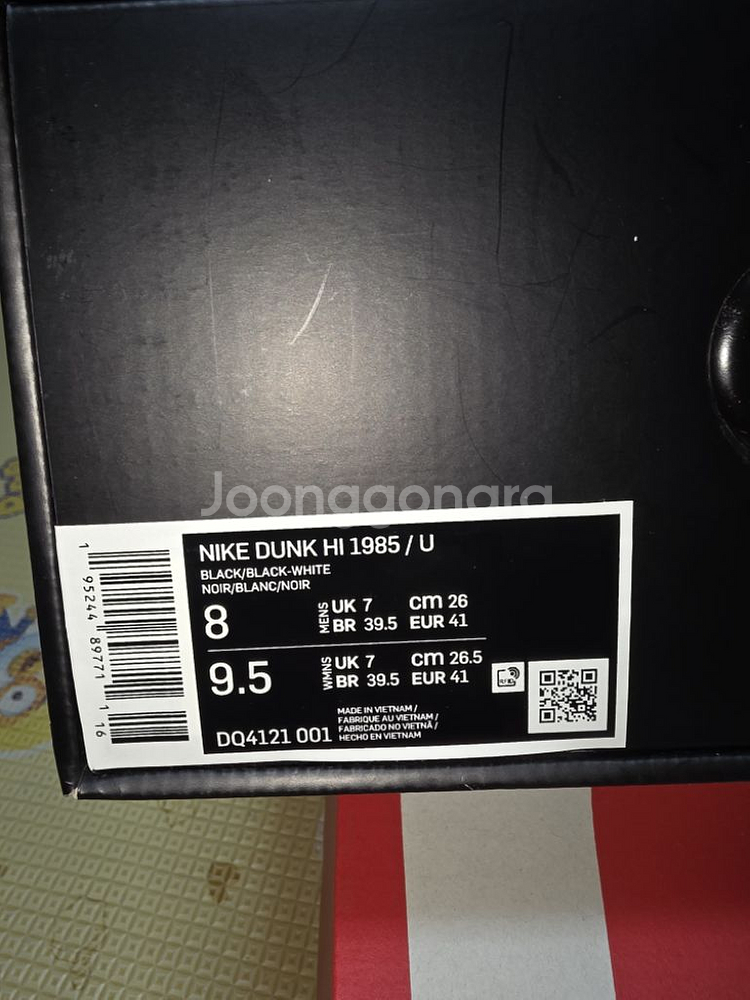 Joonggonara
NIKE DUNK HI 1985 / U
BLACK/BLACK-WHITE
NOIR/BLANC/NOIR
8 MENS UK 7 cm 26
BR 39.5 EUR 41
9.5 WMNS UK 7 cm 26.5
BR 39.5 EUR 41
DQ4121 001
MADE IN VIETNAM /
FABRIQUE AU VIETNAM /
FABRICADO NO VIETNÃ /
HECHO EN VIETNAM
1 95244 89771 1 16